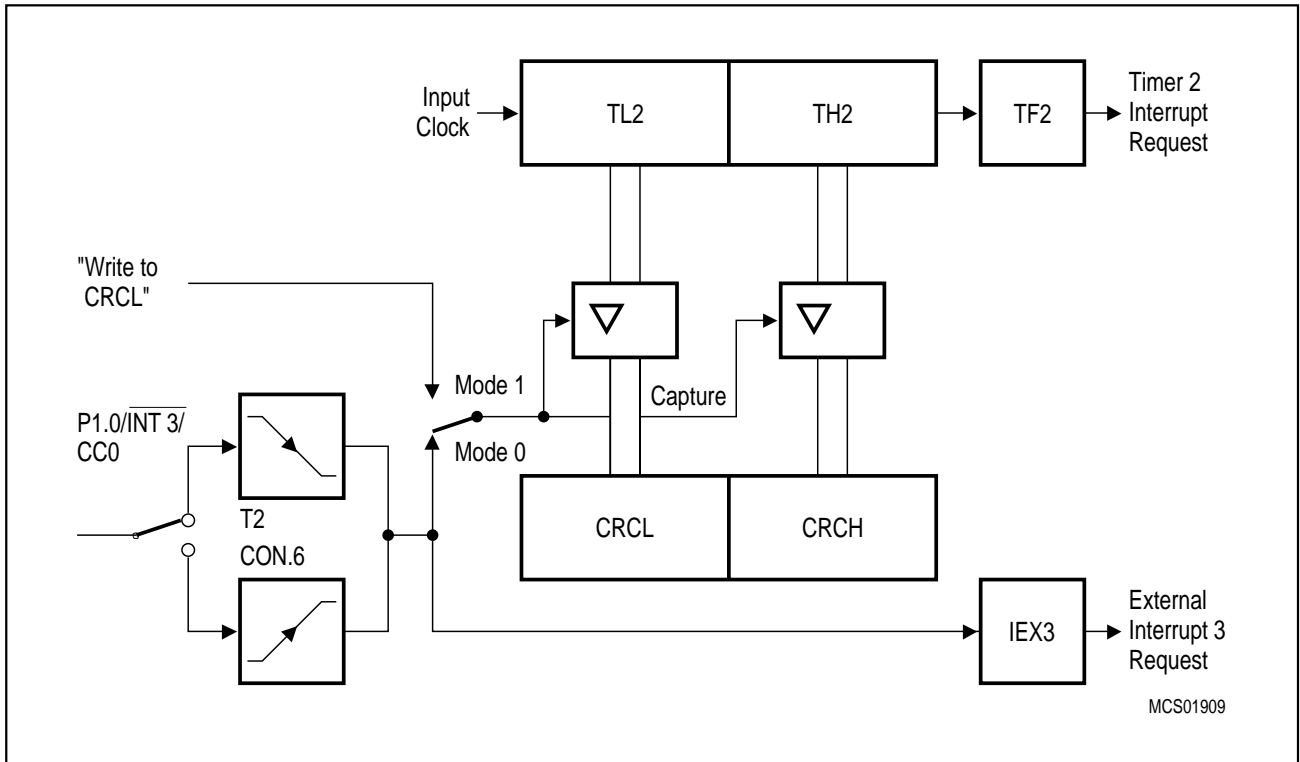 Input
Clock
TL2
TH2
TF2
Timer 2
Interrupt
Request
"Write to
CRCL"
Mode 1
Capture
P1.0/INT 3/
CC0
Mode 0
T2
CON.6
CRCL
CRCH
IEX3
External
Interrupt 3
Request
MCS01909